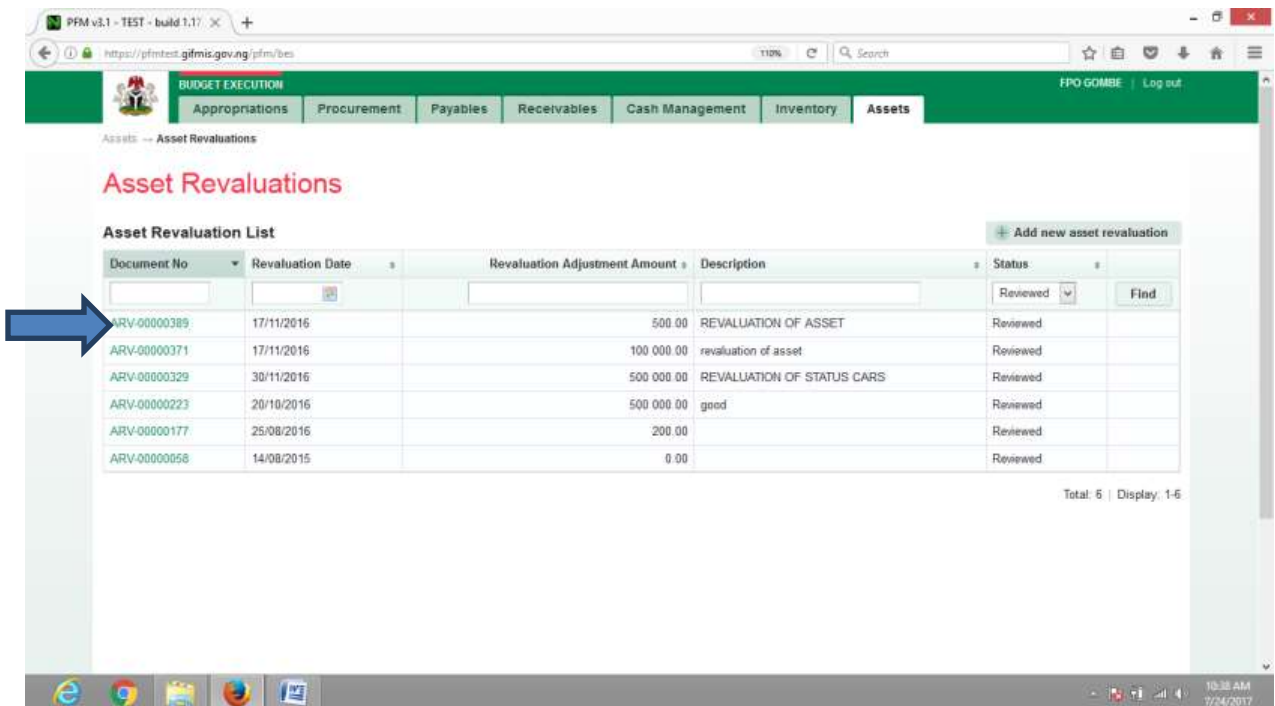 PFM v3.1 - TEST - build 1.17
https://pfmtest.gifmis.gov.ng/pfm/bes 110% Search
BUDGET EXECUTION FPO GOMBE | Log out
Appropriations Procurement Payables Receivables Cash Management Inventory Assets
Assets → Asset Revaluations
Asset Revaluations
Asset Revaluation List + Add new asset revaluation
Document No Revaluation Date Revaluation Adjustment Amount Description Status
Reviewed Find
ARV-00000389 17/11/2016 500.00 REVALUATION OF ASSET Reviewed
ARV-00000371 17/11/2016 100 000.00 revaluation of asset Reviewed
ARV-00000329 30/11/2016 500 000.00 REVALUATION OF STATUS CARS Reviewed
ARV-00000223 20/10/2016 500 000.00 good Reviewed
ARV-00000177 25/08/2016 200.00 Reviewed
ARV-00000058 14/08/2015 0.00 Reviewed
Total: 6 | Display: 1-6
10:38 AM
7/24/2017